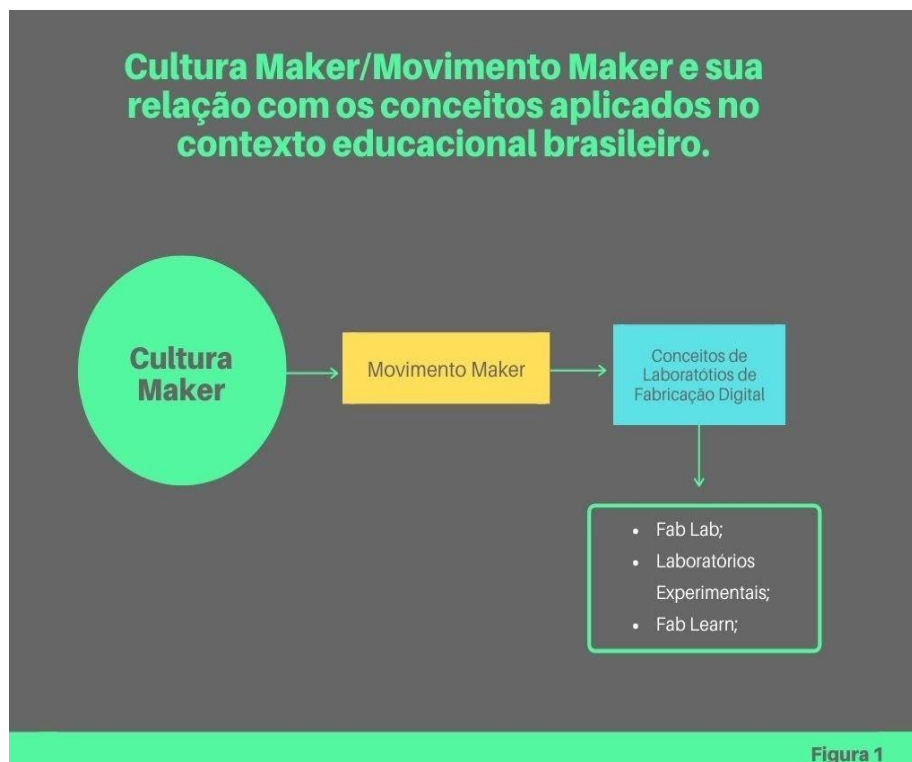 Cultura Maker/Movimento Maker e sua
relação com os conceitos aplicados no
contexto educacional brasileiro.
Cultura
Maker
Movimento Maker
Conceitos de
Laboratótios de
Fabricação Digital
• Fab Lab;
• Laboratórios
Experimentais;
• Fab Learn;
Figura 1